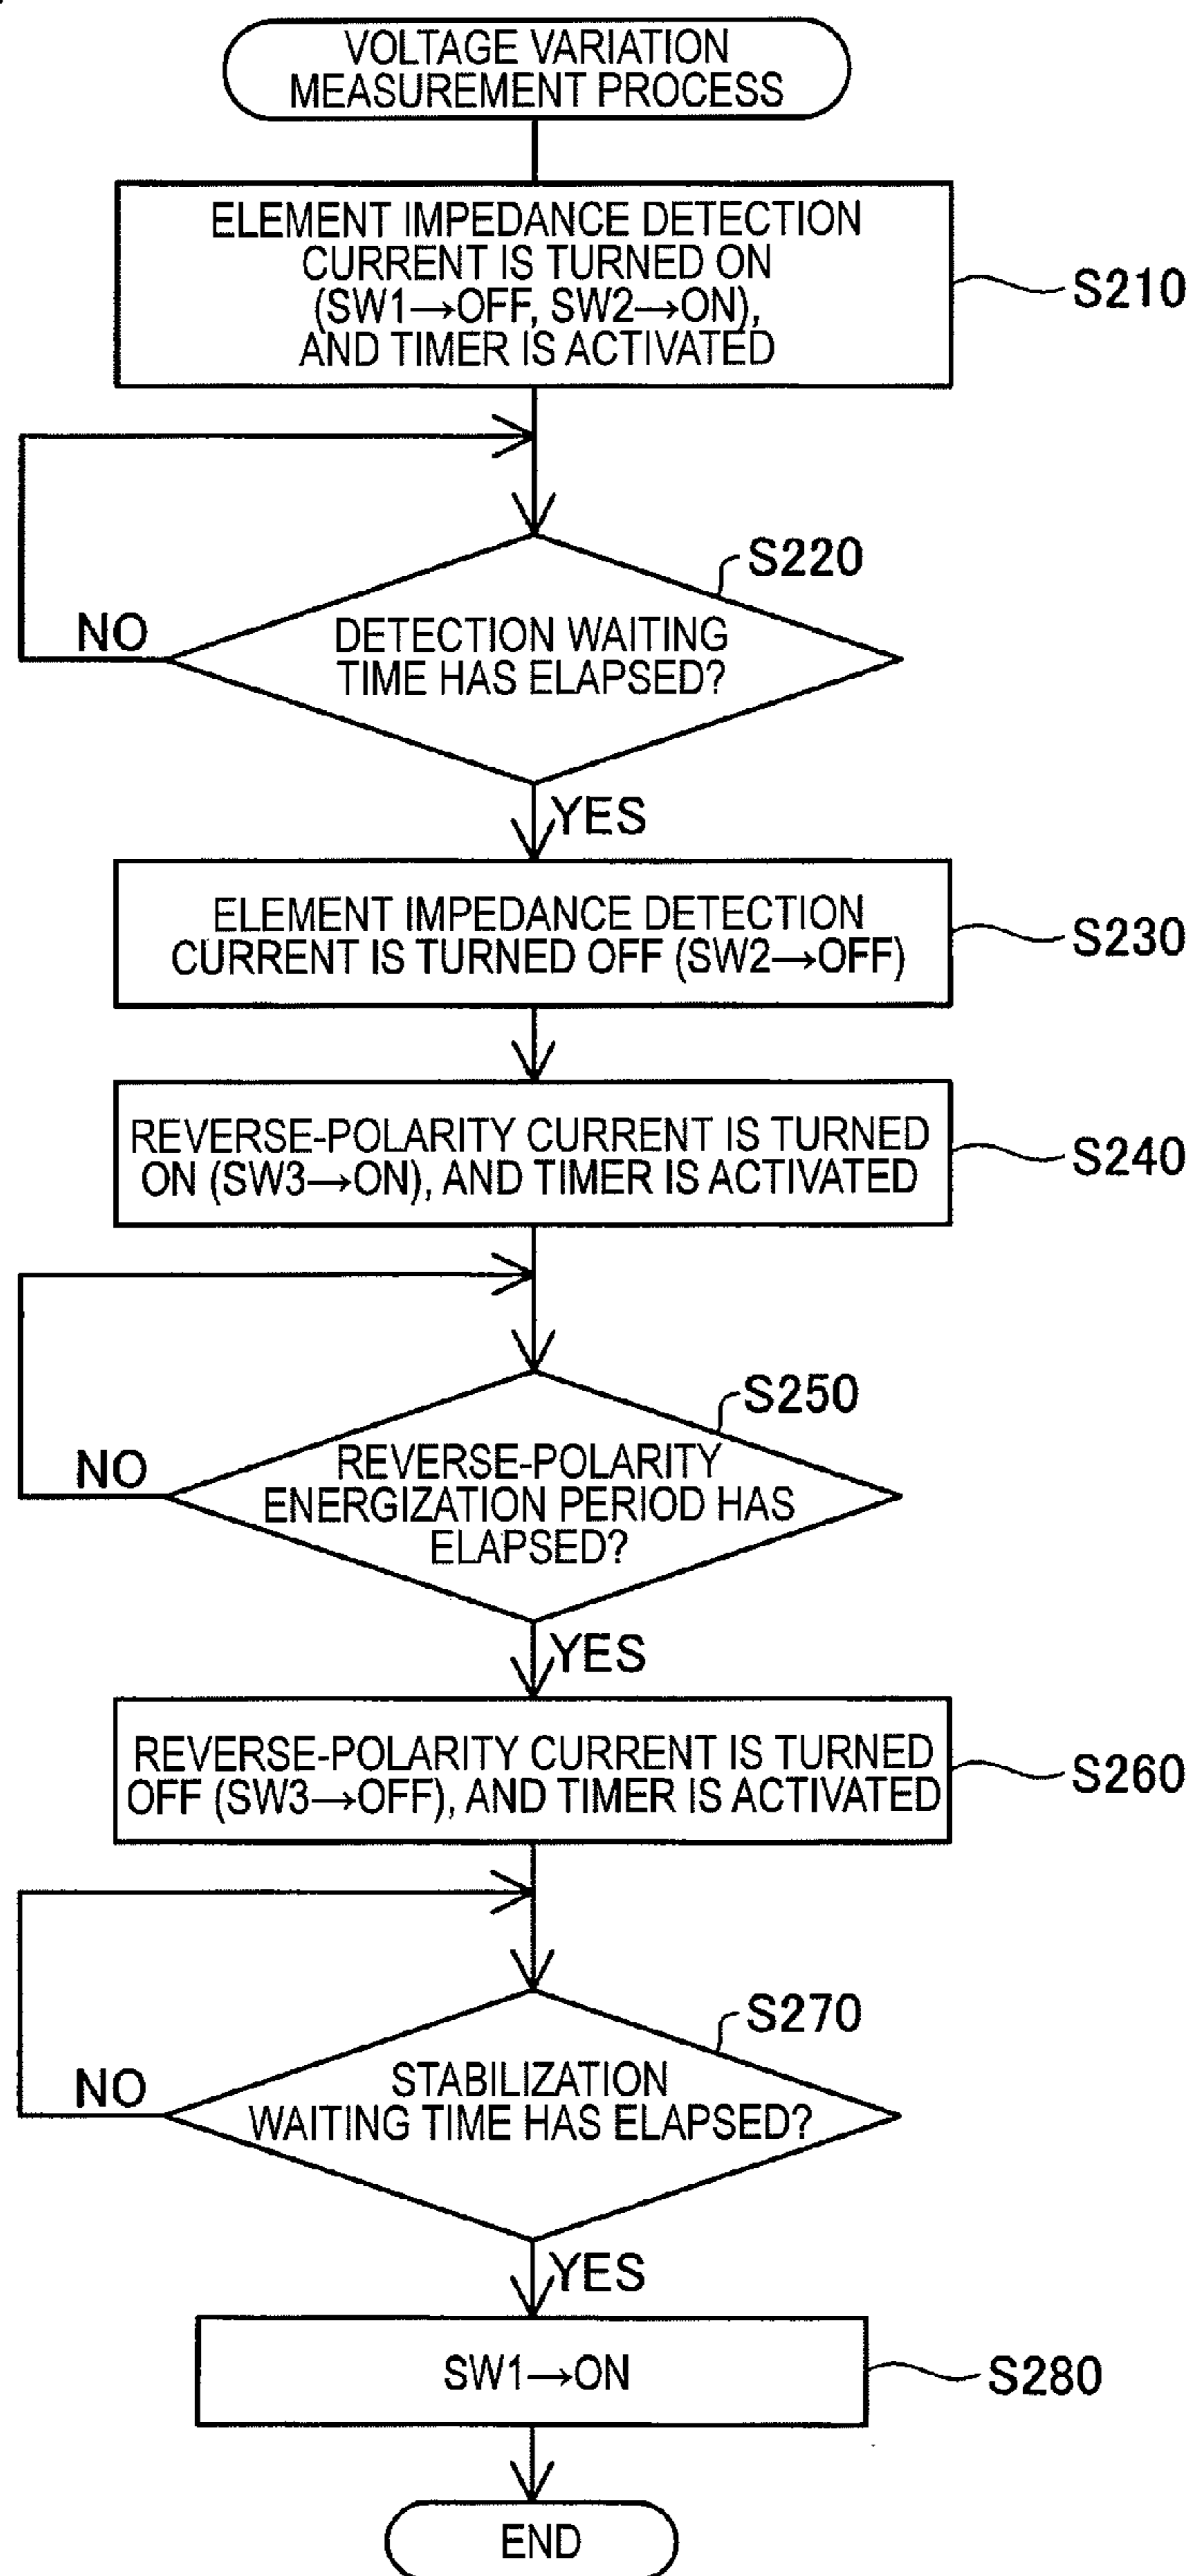 VOLTAGE VARIATION
MEASUREMENT PROCESS
ELEMENT IMPEDANCE DETECTION
CURRENT IS TURNED ON
(SW1→OFF, SW2→ON),
AND TIMER IS ACTIVATED
S210
S220
NO
DETECTION WAITING
TIME HAS ELAPSED?
YES
ELEMENT IMPEDANCE DETECTION
CURRENT IS TURNED OFF (SW2→OFF)
S230
REVERSE-POLARITY CURRENT IS TURNED
ON (SW3→ON), AND TIMER IS ACTIVATED
S240
S250
NO
REVERSE-POLARITY
ENERGIZATION PERIOD HAS
ELAPSED?
YES
REVERSE-POLARITY CURRENT IS TURNED
OFF (SW3→OFF), AND TIMER IS ACTIVATED
S260
S270
NO
STABILIZATION
WAITING TIME HAS ELAPSED?
YES
SW1→ON
S280
END